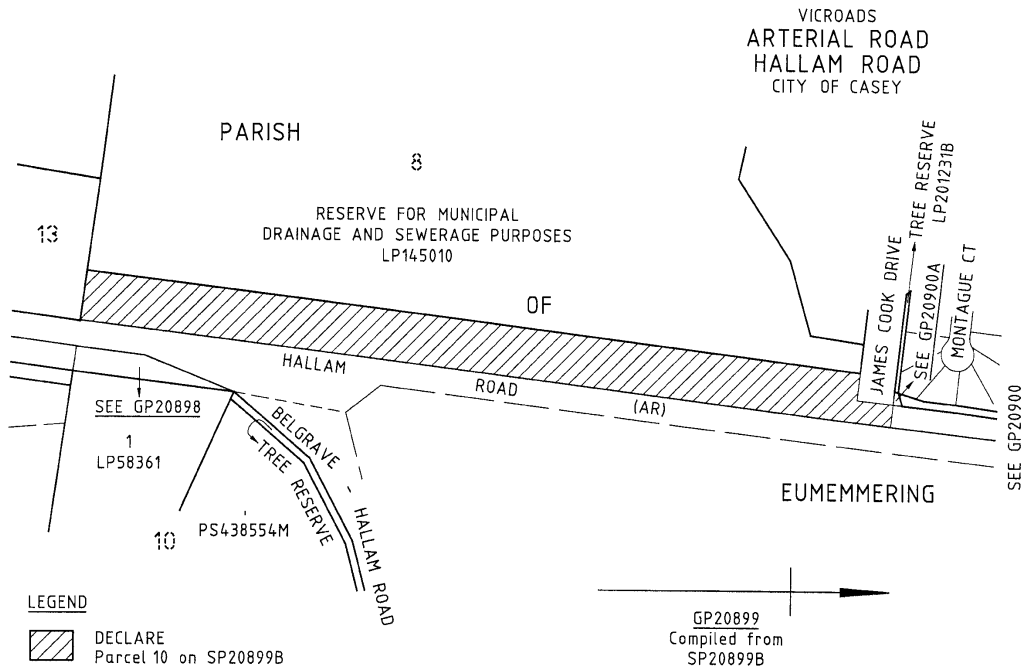 VICROADS
ARTERIAL ROAD
HALLAM ROAD
CITY OF CASEY
PARISH
8
RESERVE FOR MUNICIPAL
DRAINAGE AND SEWERAGE PURPOSES
LP145010
13
OF
JAMES COOK DRIVE
TREE RESERVE
LP201231B
SEE GP20900A
MONTAGUE CT
HALLAM
ROAD
(AR)
SEE GP20900
SEE GP20898
1
LP58361
BELGRAVE - HALLAM ROAD
TREE RESERVE
EUMEMMERING
10
PS438554M
LEGEND
DECLARE
Parcel 10 on SP20899B
GP20899
Compiled from
SP20899B